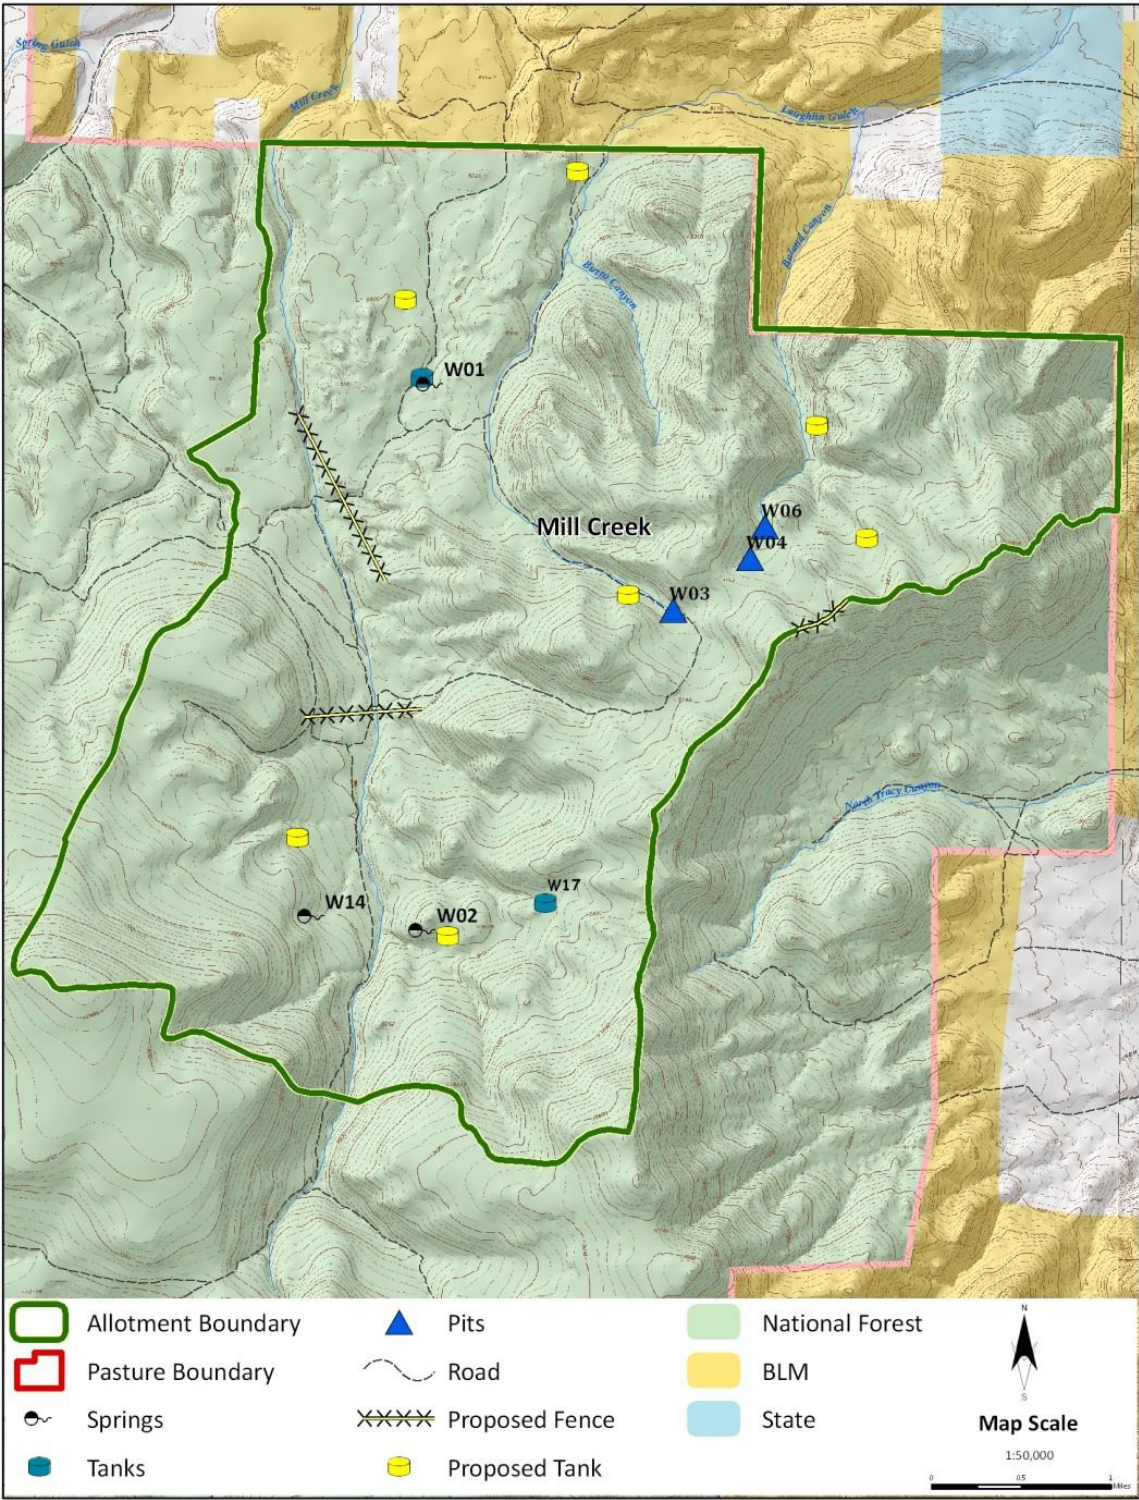 Spring Gulch
Mill Creek
Laughlin Gulch
Boland Canyon
Burnt Canyon
W01
Mill Creek
W06
W04
W03
North Tracy Canyon
W17
W14
W02
Allotment Boundary
Pits
National Forest
N
Pasture Boundary
Road
BLM
S
Springs
Proposed Fence
State
Map Scale
Tanks
Proposed Tank
1:50,000
0 0.5 1
Miles